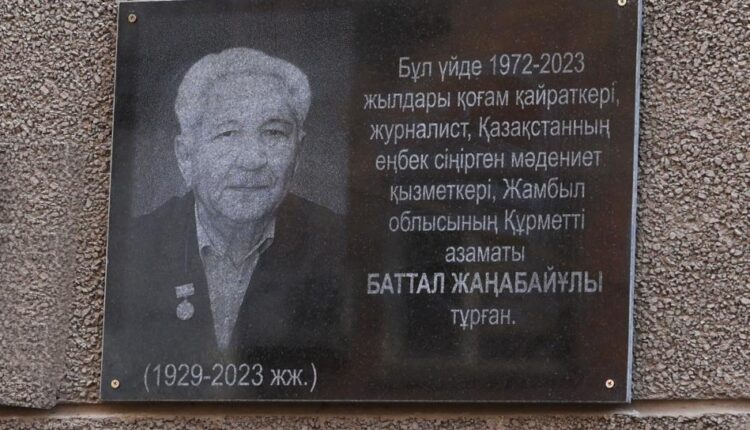 Бұл үйде 1972-2023
жылдары қоғам қайраткері,
журналист, Қазақстанның
еңбек сіңірген мәдениет
қызметкері, Жамбыл
облысының Құрметті
азаматы
БАТТАЛ ЖАҢАБАЙҰЛЫ
тұрған.
(1929-2023 жж.)